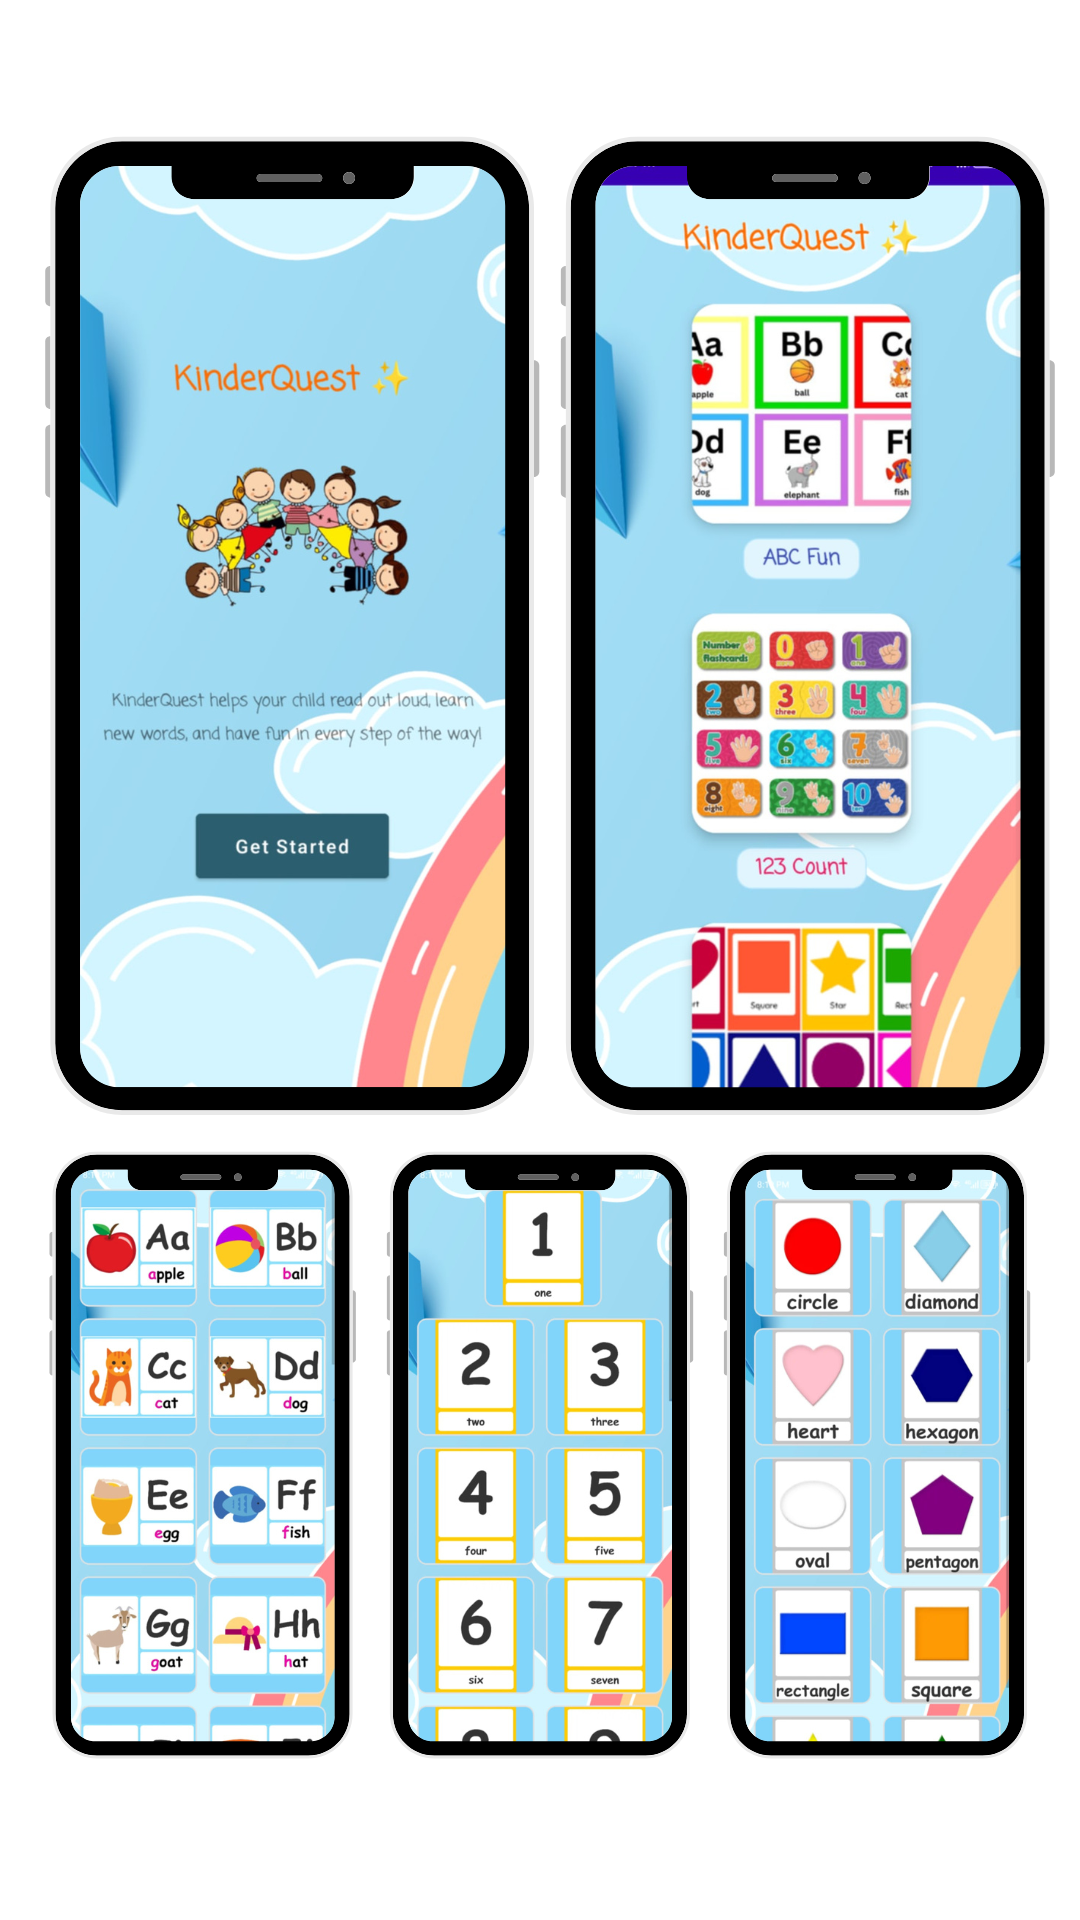 KinderQuest ✨
KinderQuest helps your child read out loud, learn
new words, and have fun in every step of the way!
Get Started
KinderQuest ✨
Aa Bb Cc
apple ball cat
Dd Ee Ff
dog elephant fish
ABC Fun
Number 0 1
flashcards
2 3 4
three four
5 6 7
five six seven
8 9 10
eight nine ten
123 Count
Square Star
Aa Bb
apple ball
Cc Dd
cat dog
Ee Ff
egg fish
Gg Hh
goat hat
1
one
2 3
two three
4 5
four five
6 7
six seven
8 9
circle diamond
heart hexagon
oval pentagon
rectangle square